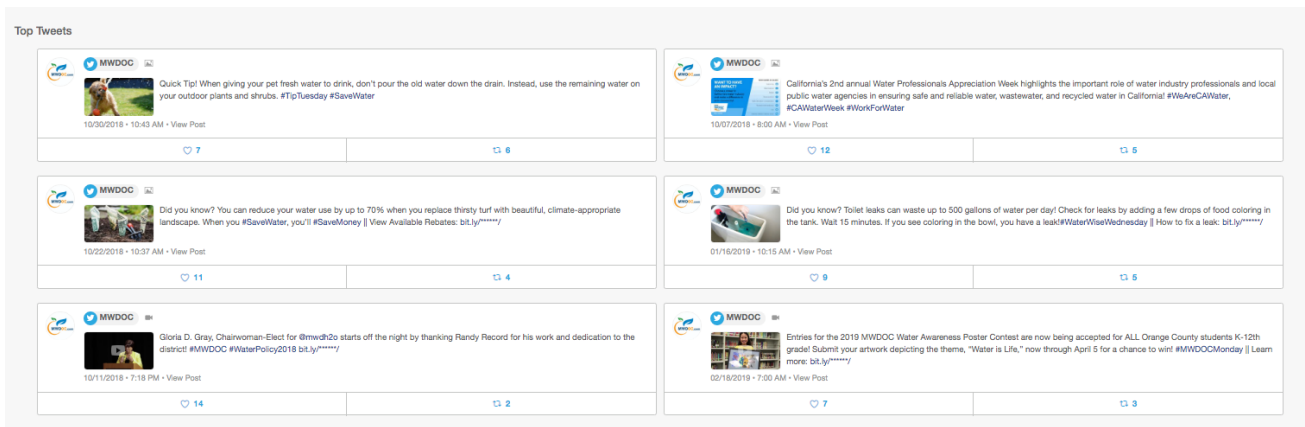 Top Tweets
MWDOC
Quick Tip! When giving your pet fresh water to drink, don't pour the old water down the drain. Instead, use the remaining water on
your outdoor plants and shrubs. #TipTuesday #SaveWater
10/30/2018 • 10:43 AM • View Post
7
6
MWDOC
WANT TO HAVE
AN IMPACT?
California's 2nd annual Water Professionals Appreciation Week highlights the important role of water industry professionals and local
public water agencies in ensuring safe and reliable water, wastewater, and recycled water in California! #WeAreCAWater,
#CAWaterWeek #WorkForWater
10/07/2018 • 8:00 AM • View Post
12
5
MWDOC
Did you know? You can reduce your water use by up to 70% when you replace thirsty turf with beautiful, climate-appropriate
landscape. When you #SaveWater, you'll #SaveMoney || View Available Rebates: bit.ly/******/
10/22/2018 • 10:37 AM • View Post
11
4
MWDOC
Did you know? Toilet leaks can waste up to 500 gallons of water per day! Check for leaks by adding a few drops of food coloring in
the tank. Wait 15 minutes. If you see coloring in the bowl, you have a leak!#WaterWiseWednesday || How to fix a leak: bit.ly/******/
01/16/2019 • 10:15 AM • View Post
9
5
MWDOC
Gloria D. Gray, Chairwoman-Elect for @mwdh2o starts off the night by thanking Randy Record for his work and dedication to the
district! #MWDOC #WaterPolicy2018 bit.ly/******/
10/11/2018 • 7:18 PM • View Post
14
2
MWDOC
Entries for the 2019 MWDOC Water Awareness Poster Contest are now being accepted for ALL Orange County students K-12th
grade! Submit your artwork depicting the theme, "Water is Life," now through April 5 for a chance to win! #MWDOCMonday || Learn
more: bit.ly/******/
02/18/2019 • 7:00 AM • View Post
7
3